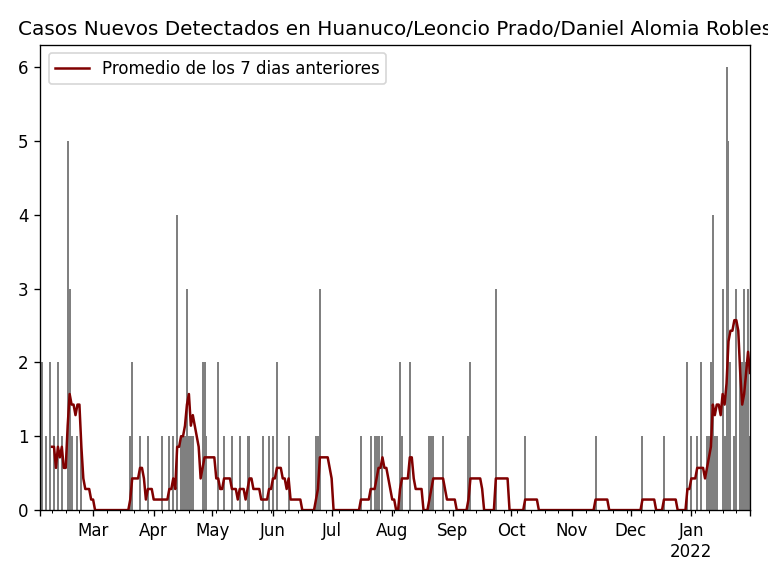 Casos Nuevos Detectados en Huanuco/Leoncio Prado/Daniel Alomia Robles
Promedio de los 7 dias anteriores
6
5
4
3
2
1
0
Mar Apr May Jun Jul Aug Sep Oct Nov Dec Jan
2022